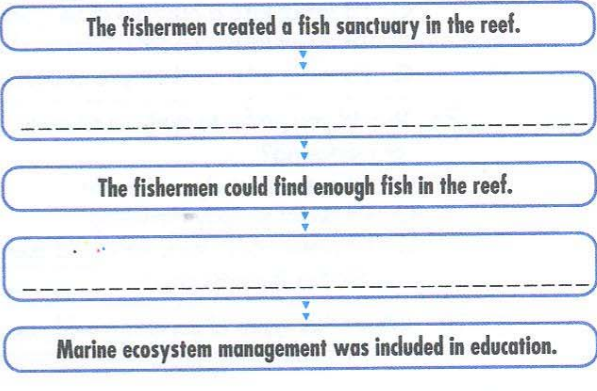 The fishermen created a fish sanctuary in the reef.
The fishermen could find enough fish in the reef.
Marine ecosystem management was included in education.